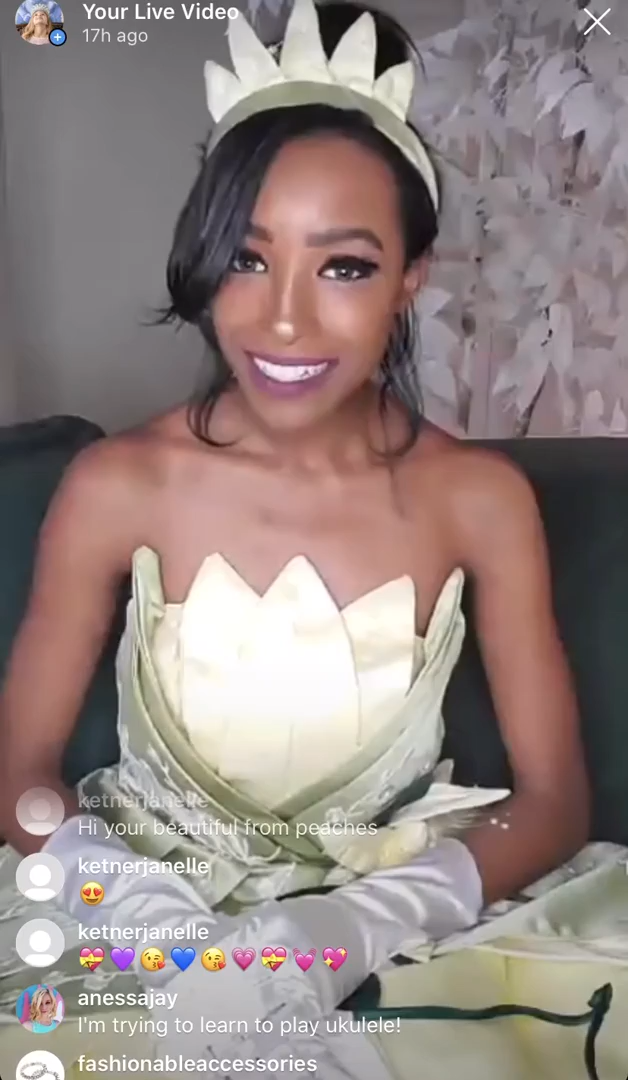 Your Live Video
17h ago
ketnerjanelle
Hi your beautiful from peaches
ketnerjanelle
😍
ketnerjanelle
💝💜😘💙😘💗💝💓💖
anessajay
I'm trying to learn to play ukulele!
fashionableaccessories